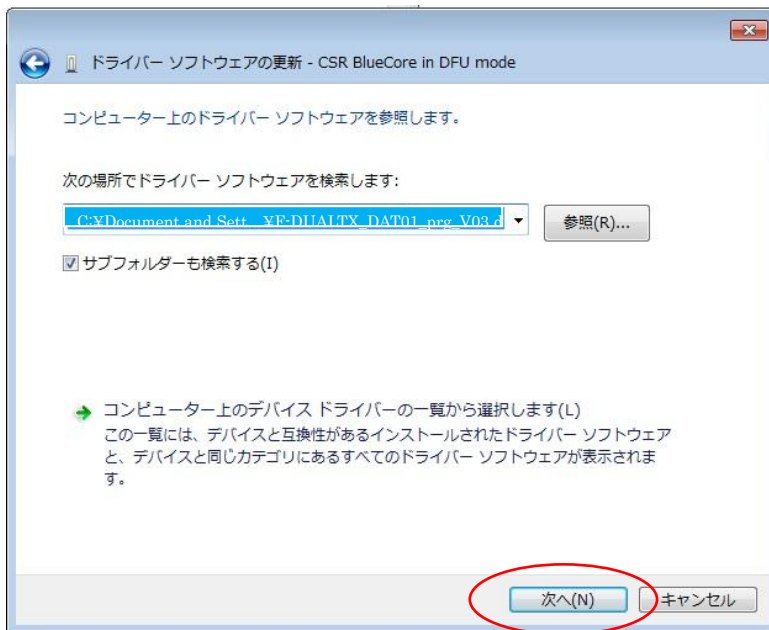 ドライバー ソフトウェアの更新 - CSR BlueCore in DFU mode
コンピューター上のドライバー ソフトウェアを参照します。
次の場所でドライバー ソフトウェアを検索します:
C:¥Document and Sett...¥F-DUALTX_DAT01_prg_V03.d
参照(R)...
サブフォルダーも検索する(I)
コンピューター上のデバイス ドライバーの一覧から選択します(L)
この一覧には、デバイスと互換性があるインストールされたドライバー ソフトウェア
と、デバイスと同じカテゴリにあるすべてのドライバー ソフトウェアが表示されま
す。
次へ(N)
キャンセル